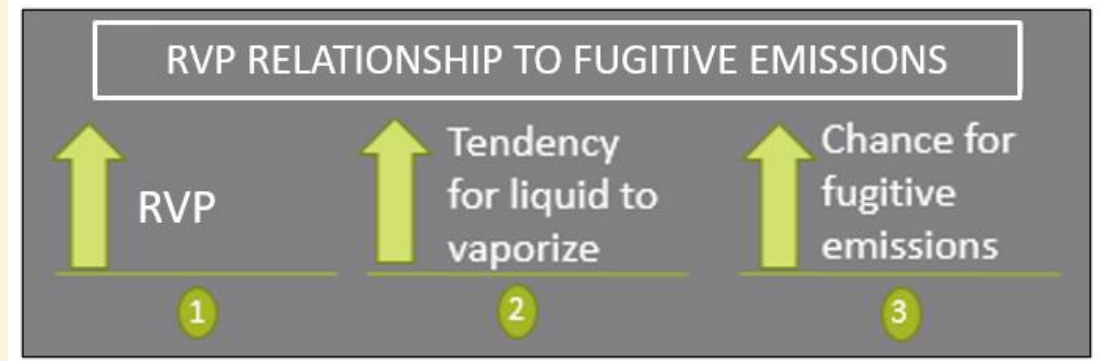 RVP RELATIONSHIP TO FUGITIVE EMISSIONS
RVP
1
Tendency
for liquid to
vaporize
2
Chance for
fugitive
emissions
3